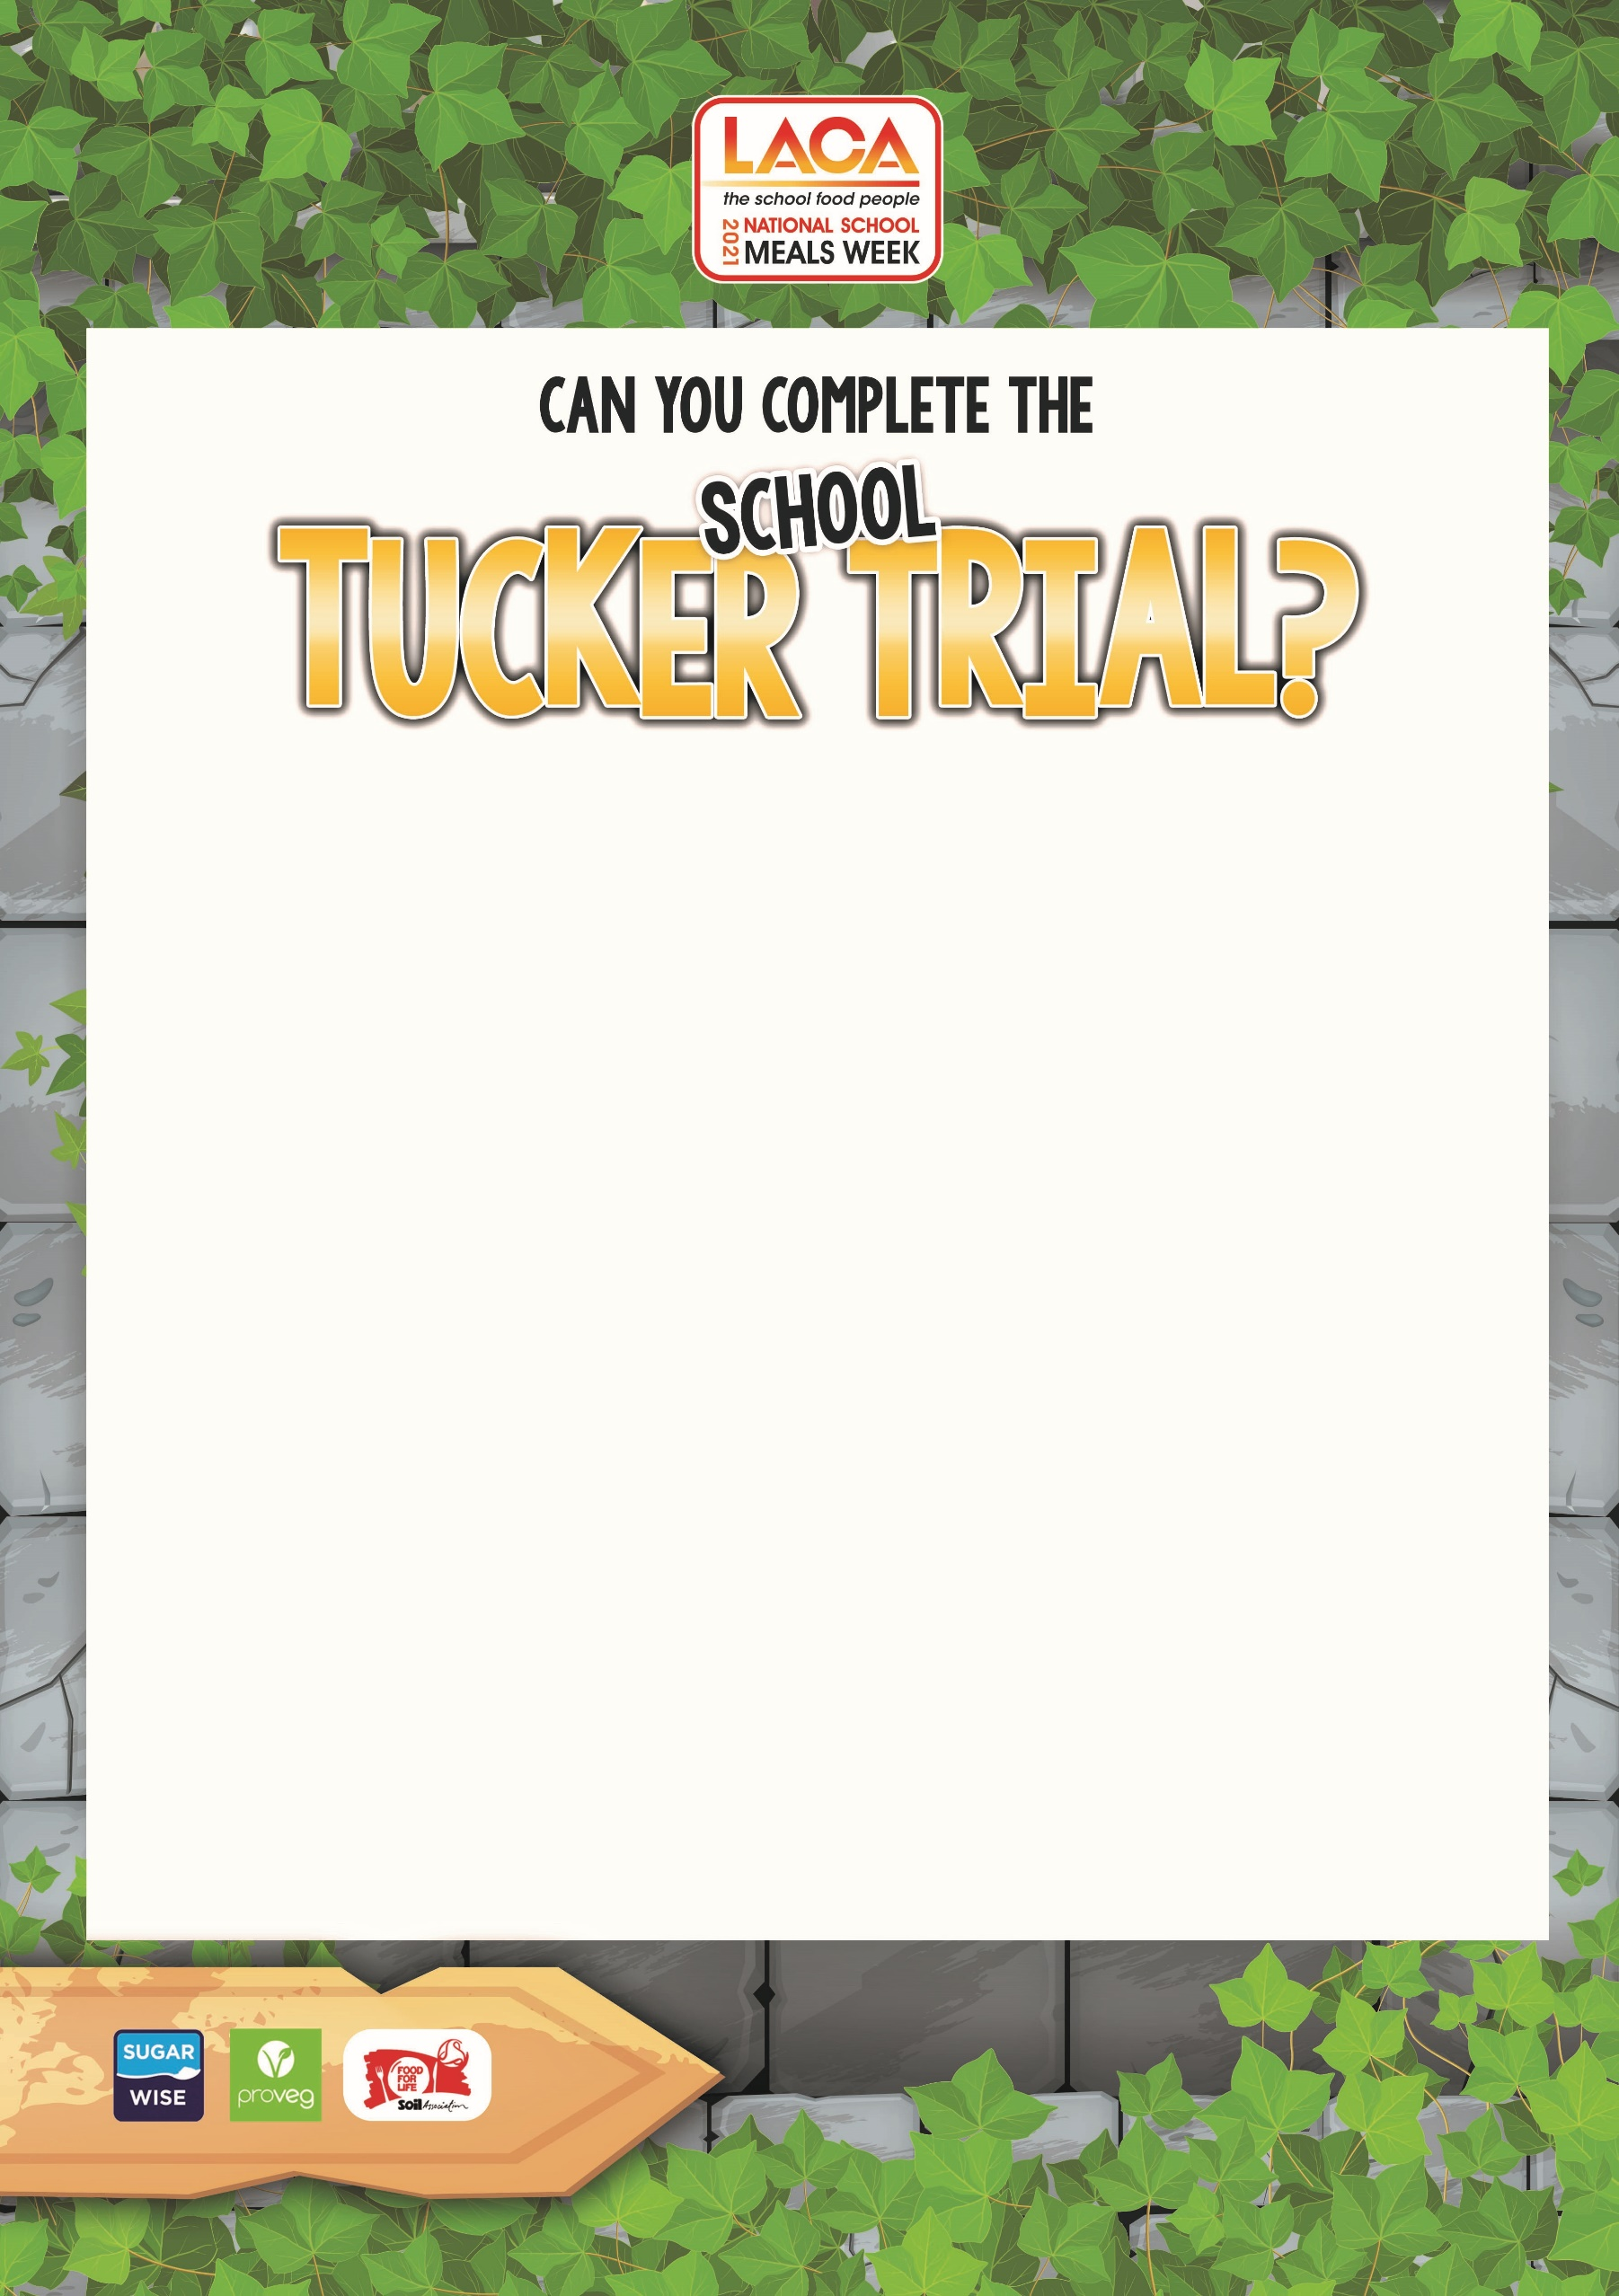 LACA
the school food people
2021
NATIONAL SCHOOL
MEALS WEEK
CAN YOU COMPLETE THE
SCHOOL
TUCKER TRIAL?
SUGAR
WISE
proveg
FOOD
FOR
LIFE
Soil Association